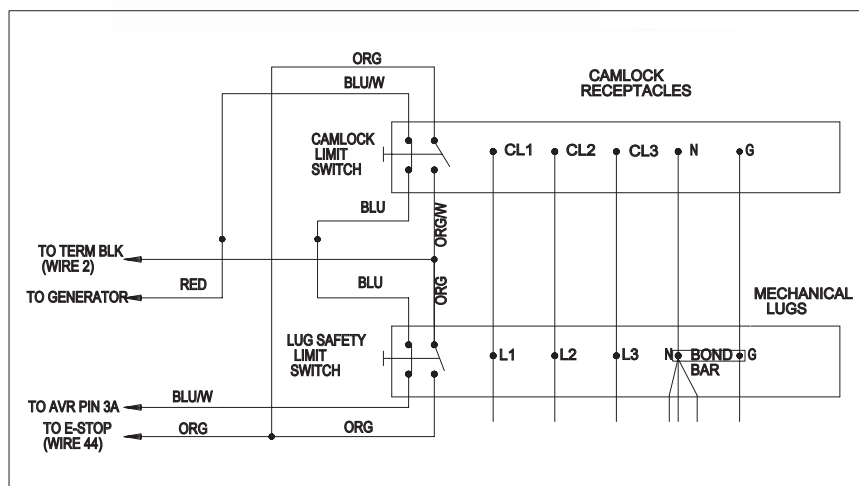 ORG
BLU/W
CAMLOCK
RECEPTACLES
CAMLOCK
LIMIT
SWITCH
CL1
CL2
CL3
N
G
BLU
ORG/W
TO TERM BLK
(WIRE 2)
RED
TO GENERATOR
BLU
ORG
MECHANICAL
LUGS
LUG SAFETY
LIMIT
SWITCH
L1
L2
L3
N
BOND
BAR
G
BLU/W
TO AVR PIN 3A
TO E-STOP
(WIRE 44)
ORG
ORG